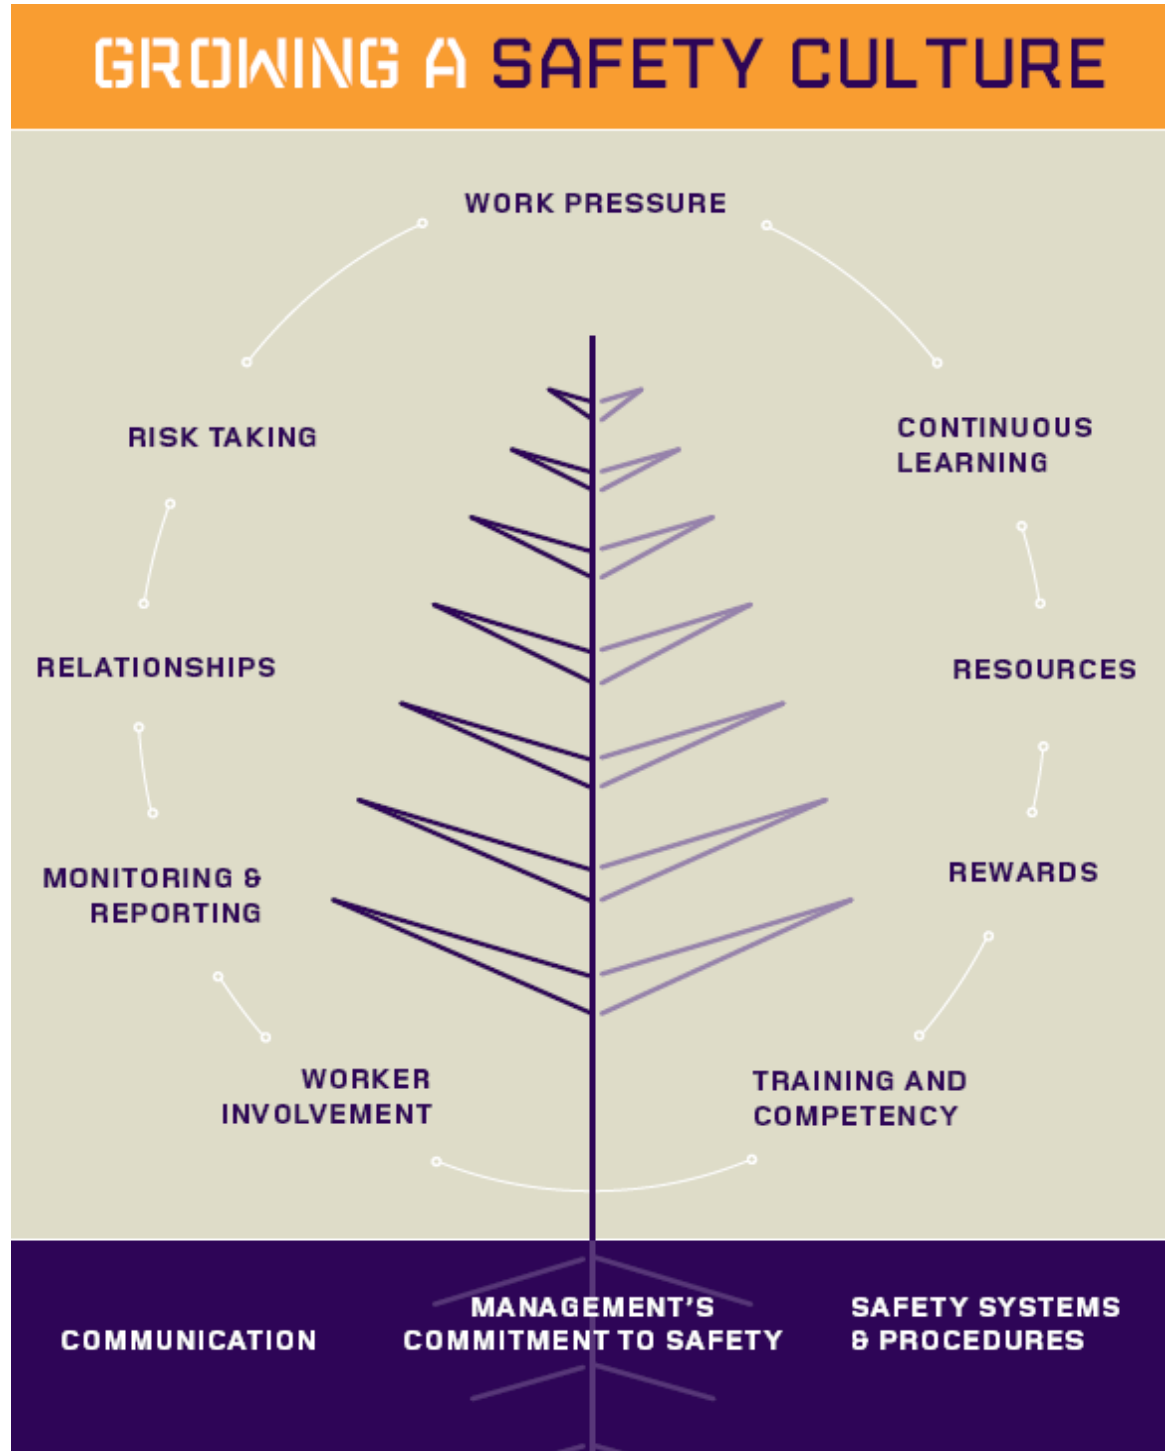 GROWING A SAFETY CULTURE
WORK PRESSURE
RISK TAKING
CONTINUOUS
LEARNING
RELATIONSHIPS
RESOURCES
MONITORING &
REPORTING
REWARDS
WORKER
INVOLVEMENT
TRAINING AND
COMPETENCY
COMMUNICATION
MANAGEMENT'S
COMMITMENT TO SAFETY
SAFETY SYSTEMS
& PROCEDURES